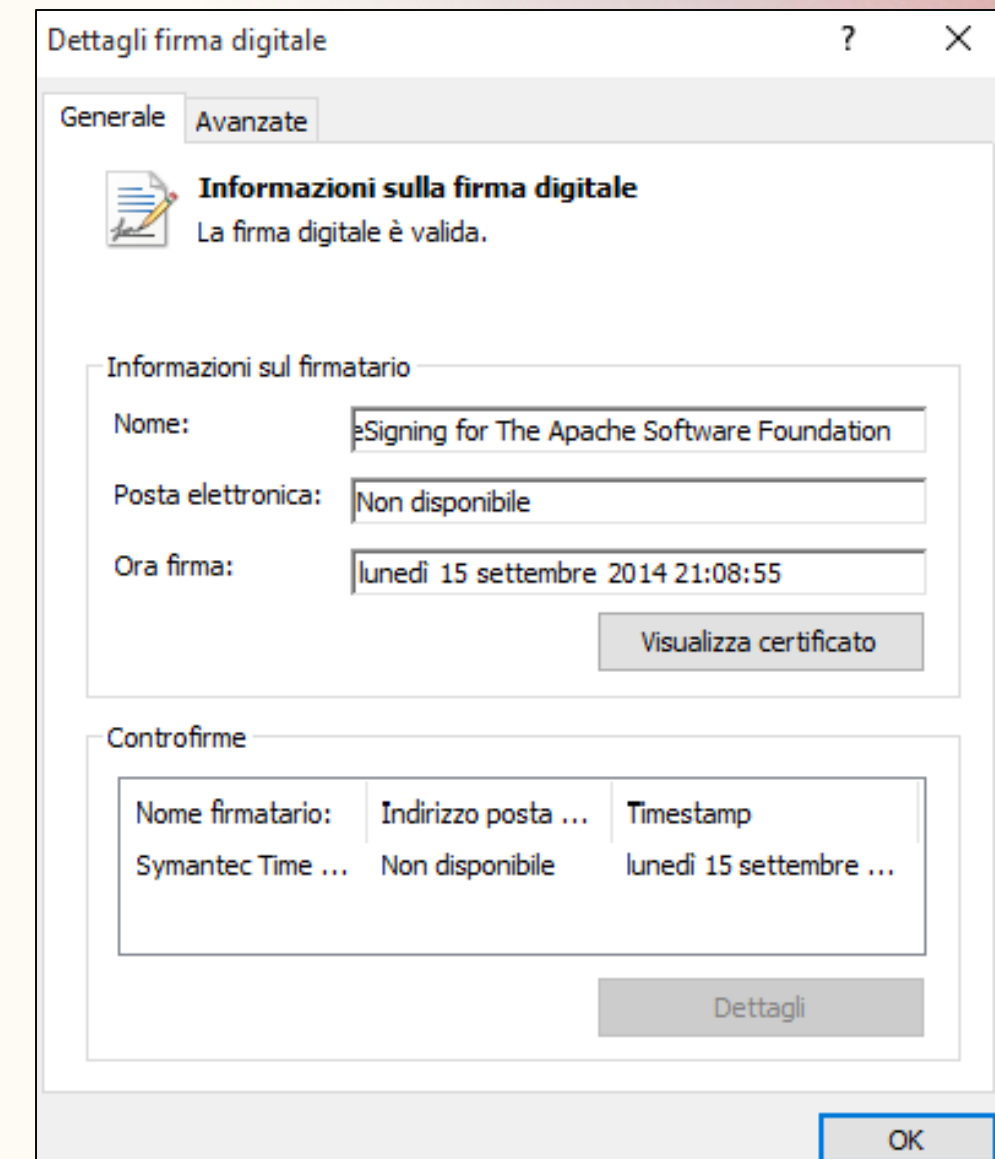 Dettagli firma digitale ?
Generale Avanzate
Informazioni sulla firma digitale
La firma digitale è valida.
Informazioni sul firmatario
Nome: eSigning for The Apache Software Foundation
Posta elettronica: Non disponibile
Ora firma: lunedì 15 settembre 2014 21:08:55
Visualizza certificato
Controfirme
Nome firmatario: Indirizzo posta ... Timestamp
Symantec Time ... Non disponibile lunedì 15 settembre ...
Dettagli
OK